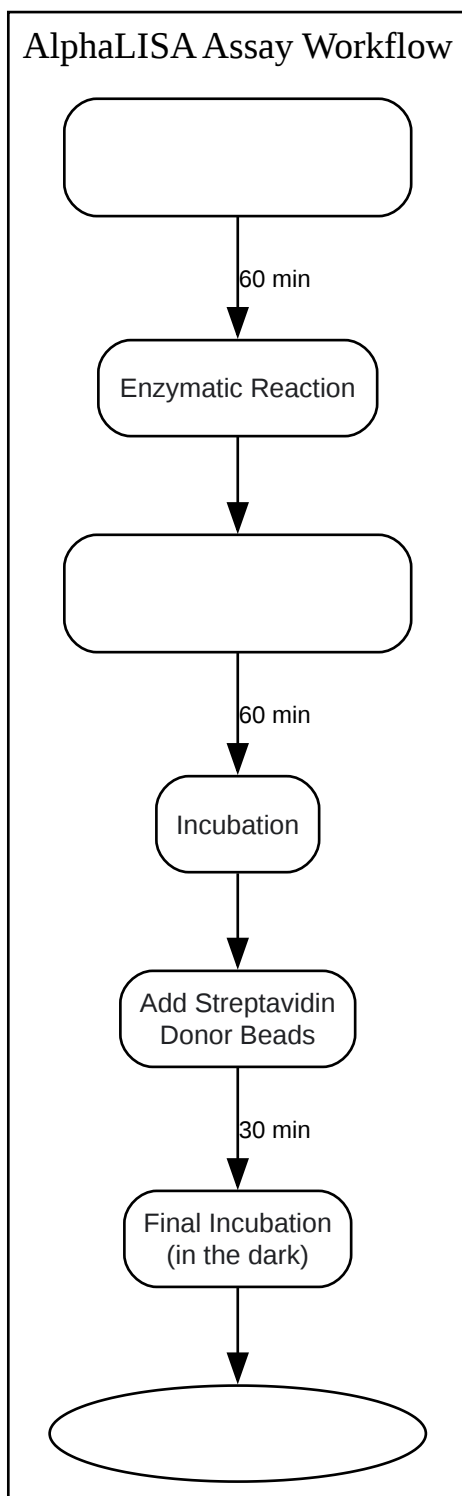 AlphaLISA Assay Workflow
60 min
Enzymatic Reaction
60 min
Incubation
Add Streptavidin
Donor Beads
30 min
Final Incubation
(in the dark)